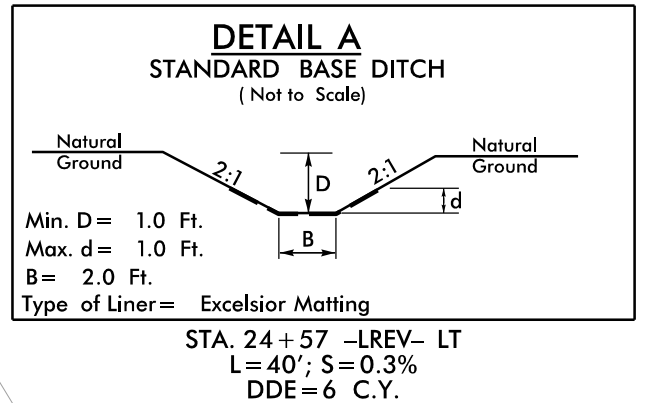 DETAIL A
STANDARD BASE DITCH
( Not to Scale)
Natural
Ground
2:1
D
2:1
Natural
Ground
d
B
Min. D= 1.0 Ft.
Max. d= 1.0 Ft.
B= 2.0 Ft.
Type of Liner= Excelsior Matting
STA. 24+57 –LREV– LT
L=40'; S=0.3%
DDE=6 C.Y.